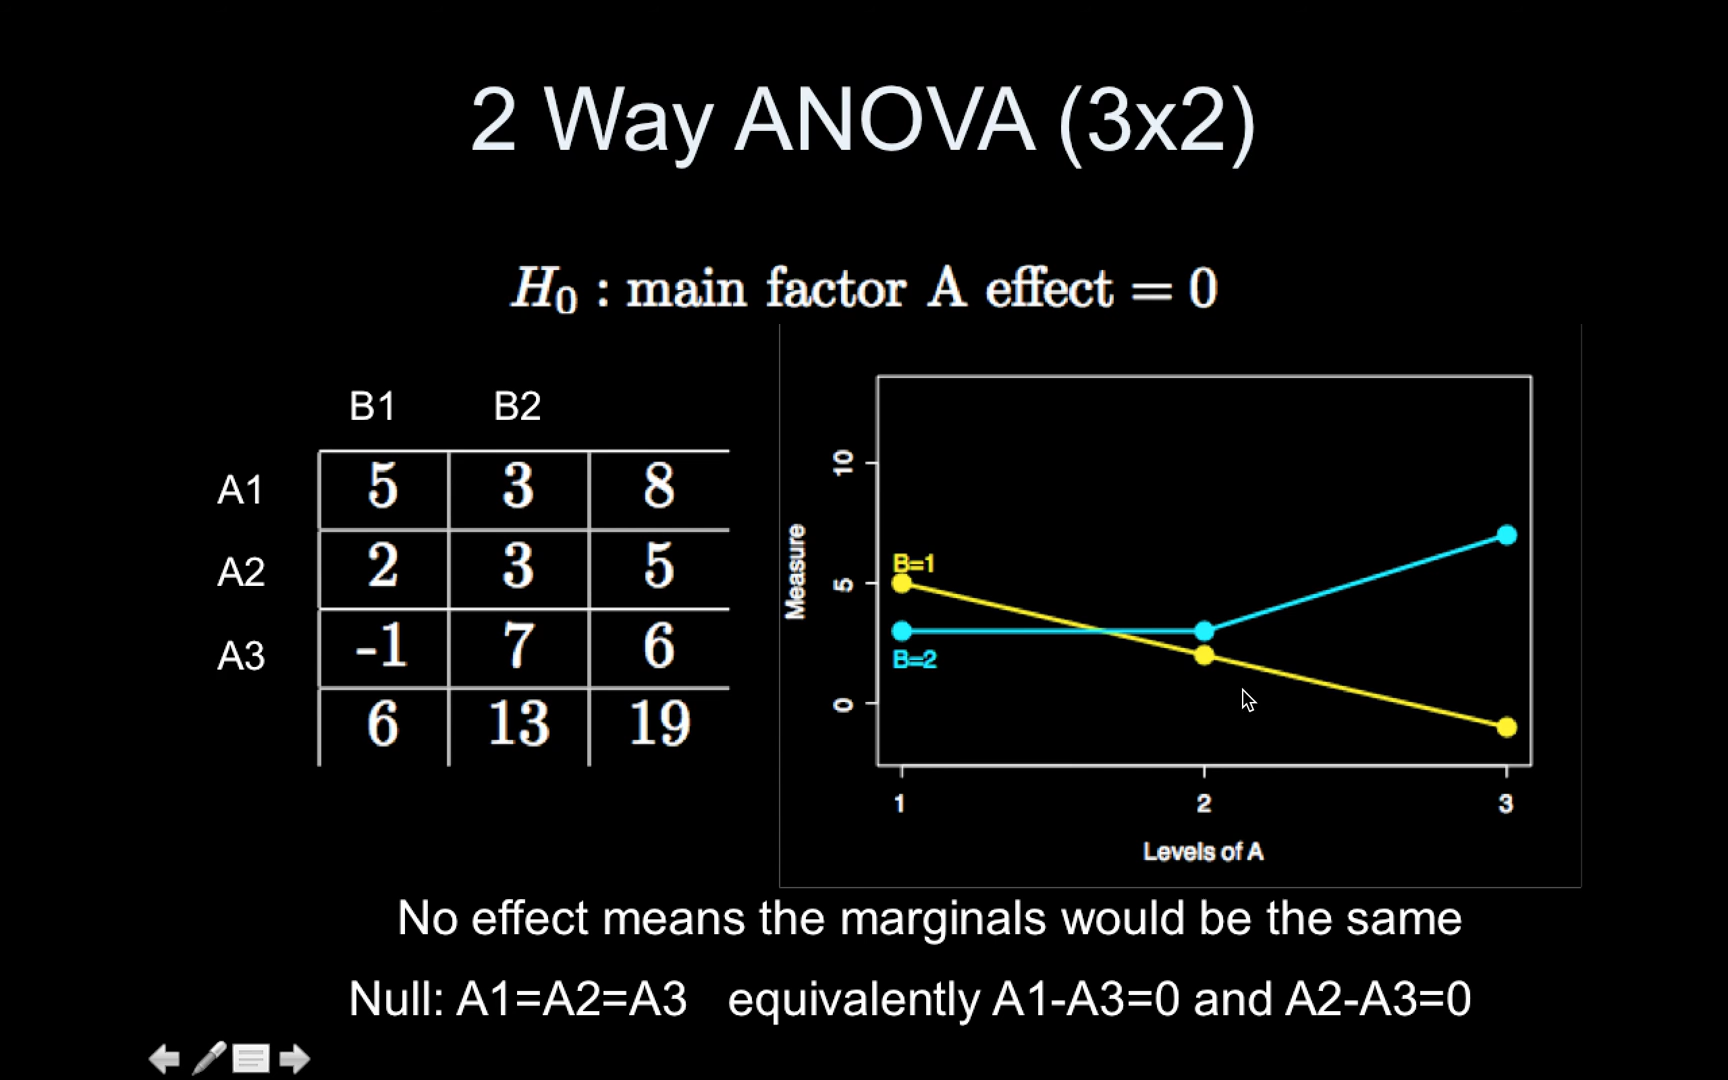 2 Way ANOVA (3x2)
H₀ : main factor A effect = 0
B1 B2
A1 5 3 8
A2 2 3 5
A3 -1 7 6
6 13 19
10
5
0
Measure
B=1
B=2
1 2 3
Levels of A
No effect means the marginals would be the same
Null: A1=A2=A3 equivalently A1-A3=0 and A2-A3=0